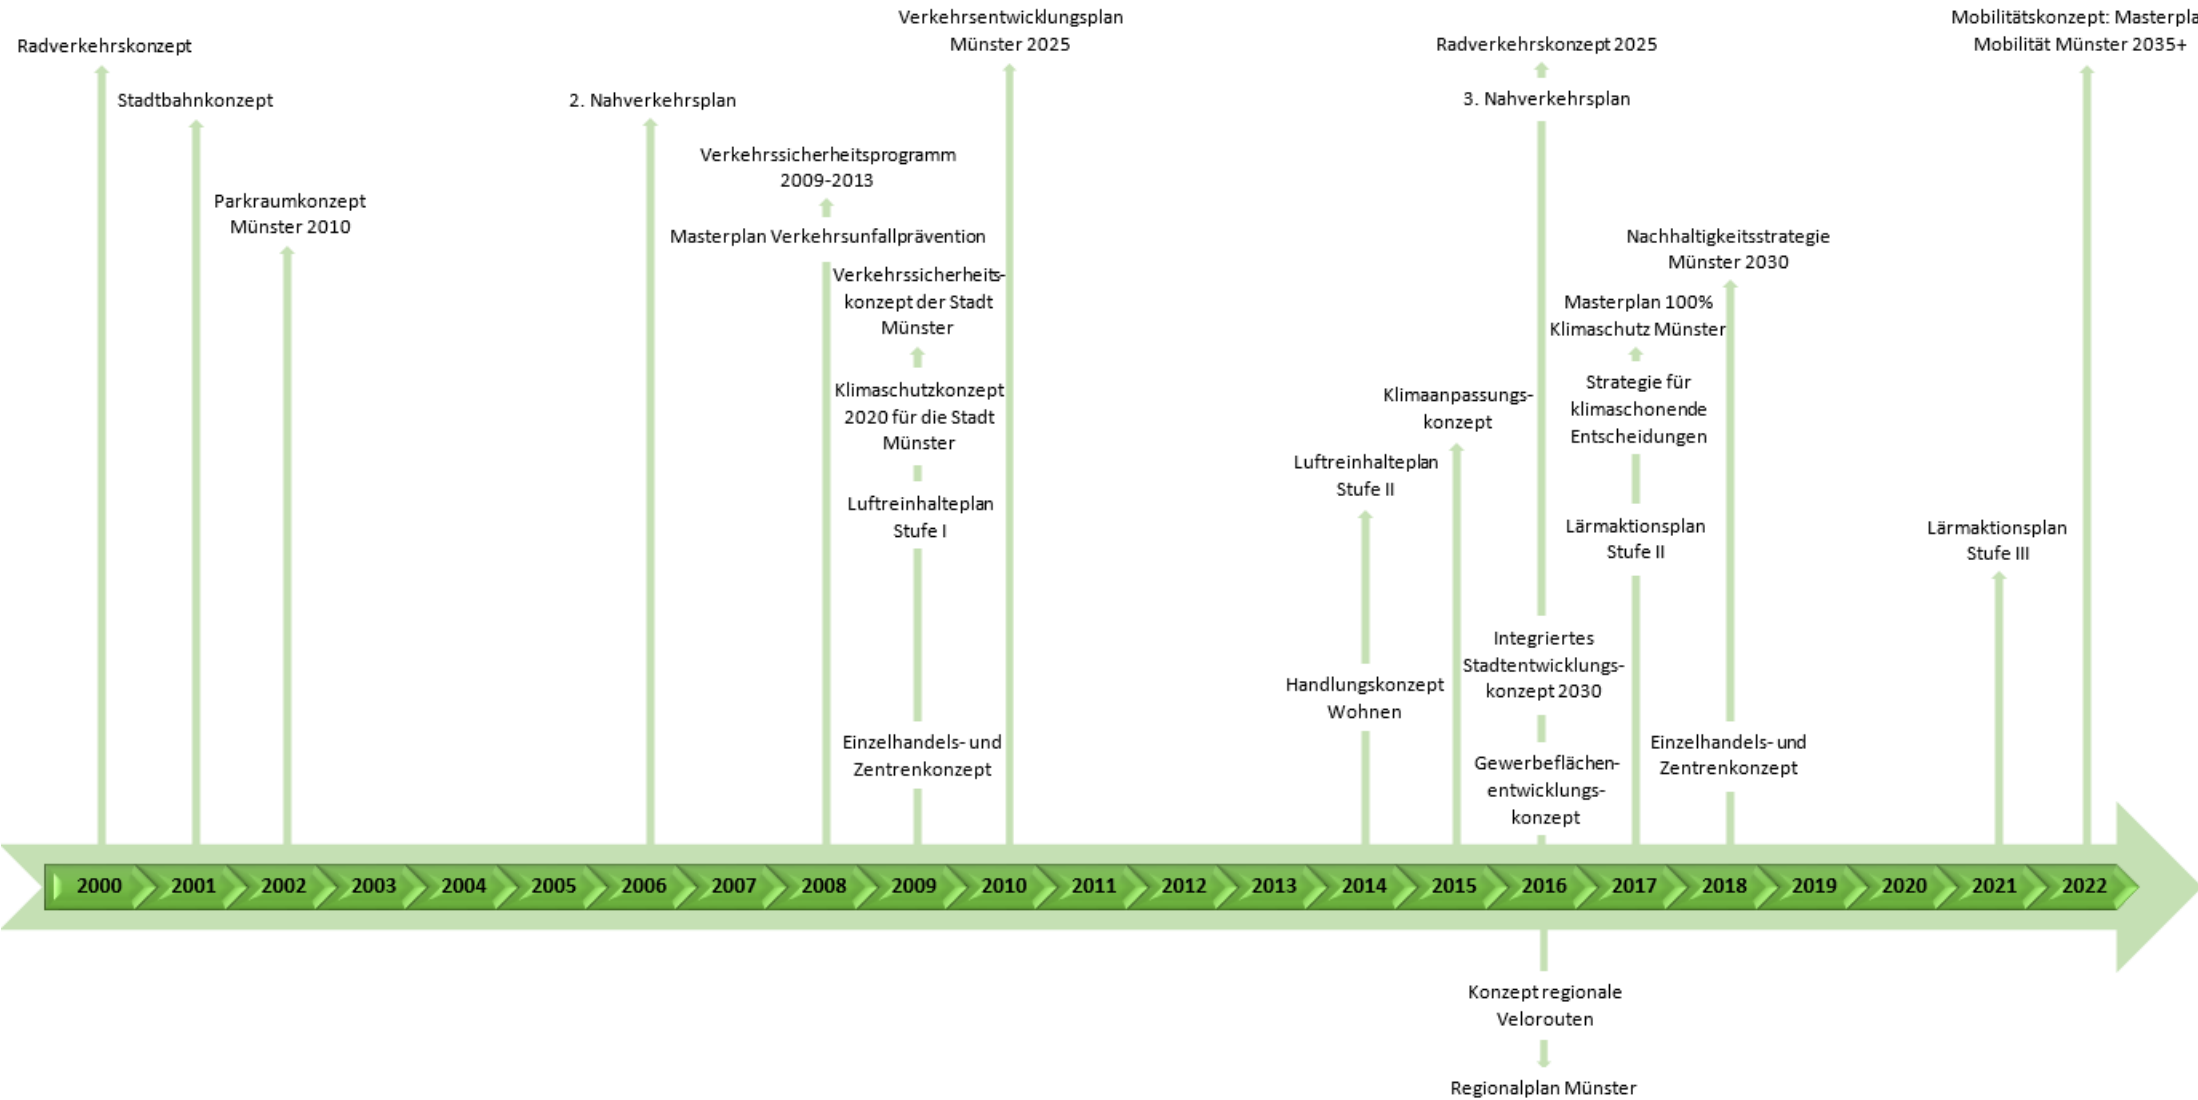 Radverkehrskonzept
Stadtbahnkonzept
Parkraumkonzept
Münster 2010
2. Nahverkehrsplan
Verkehrssicherheitsprogramm
2009-2013
Masterplan Verkehrsunfallprävention
Verkehrssicherheits-
konzept der Stadt
Münster
Klimaschutzkonzept
2020 für die Stadt
Münster
Luftreinhalteplan
Stufe I
Einzelhandels- und
Zentrenkonzept
Verkehrsentwicklungsplan
Münster 2025
Luftreinhalteplan
Stufe II
Handlungskonzept
Wohnen
Klimaanpassungs-
konzept
Radverkehrskonzept 2025
3. Nahverkehrsplan
Integriertes
Stadtentwicklungs-
konzept 2030
Gewerbeflächen-
entwicklungs-
konzept
Masterplan 100%
Klimaschutz Münster
Strategie für
klimaschonende
Entscheidungen
Lärmaktionsplan
Stufe II
Nachhaltigkeitsstrategie
Münster 2030
Einzelhandels- und
Zentrenkonzept
Lärmaktionsplan
Stufe III
Mobilitätskonzept: Masterpla
Mobilität Münster 2035+
2000 2001 2002 2003 2004 2005 2006 2007 2008 2009 2010 2011 2012 2013 2014 2015 2016 2017 2018 2019 2020 2021 2022
Konzept regionale
Velorouten
Regionalplan Münster